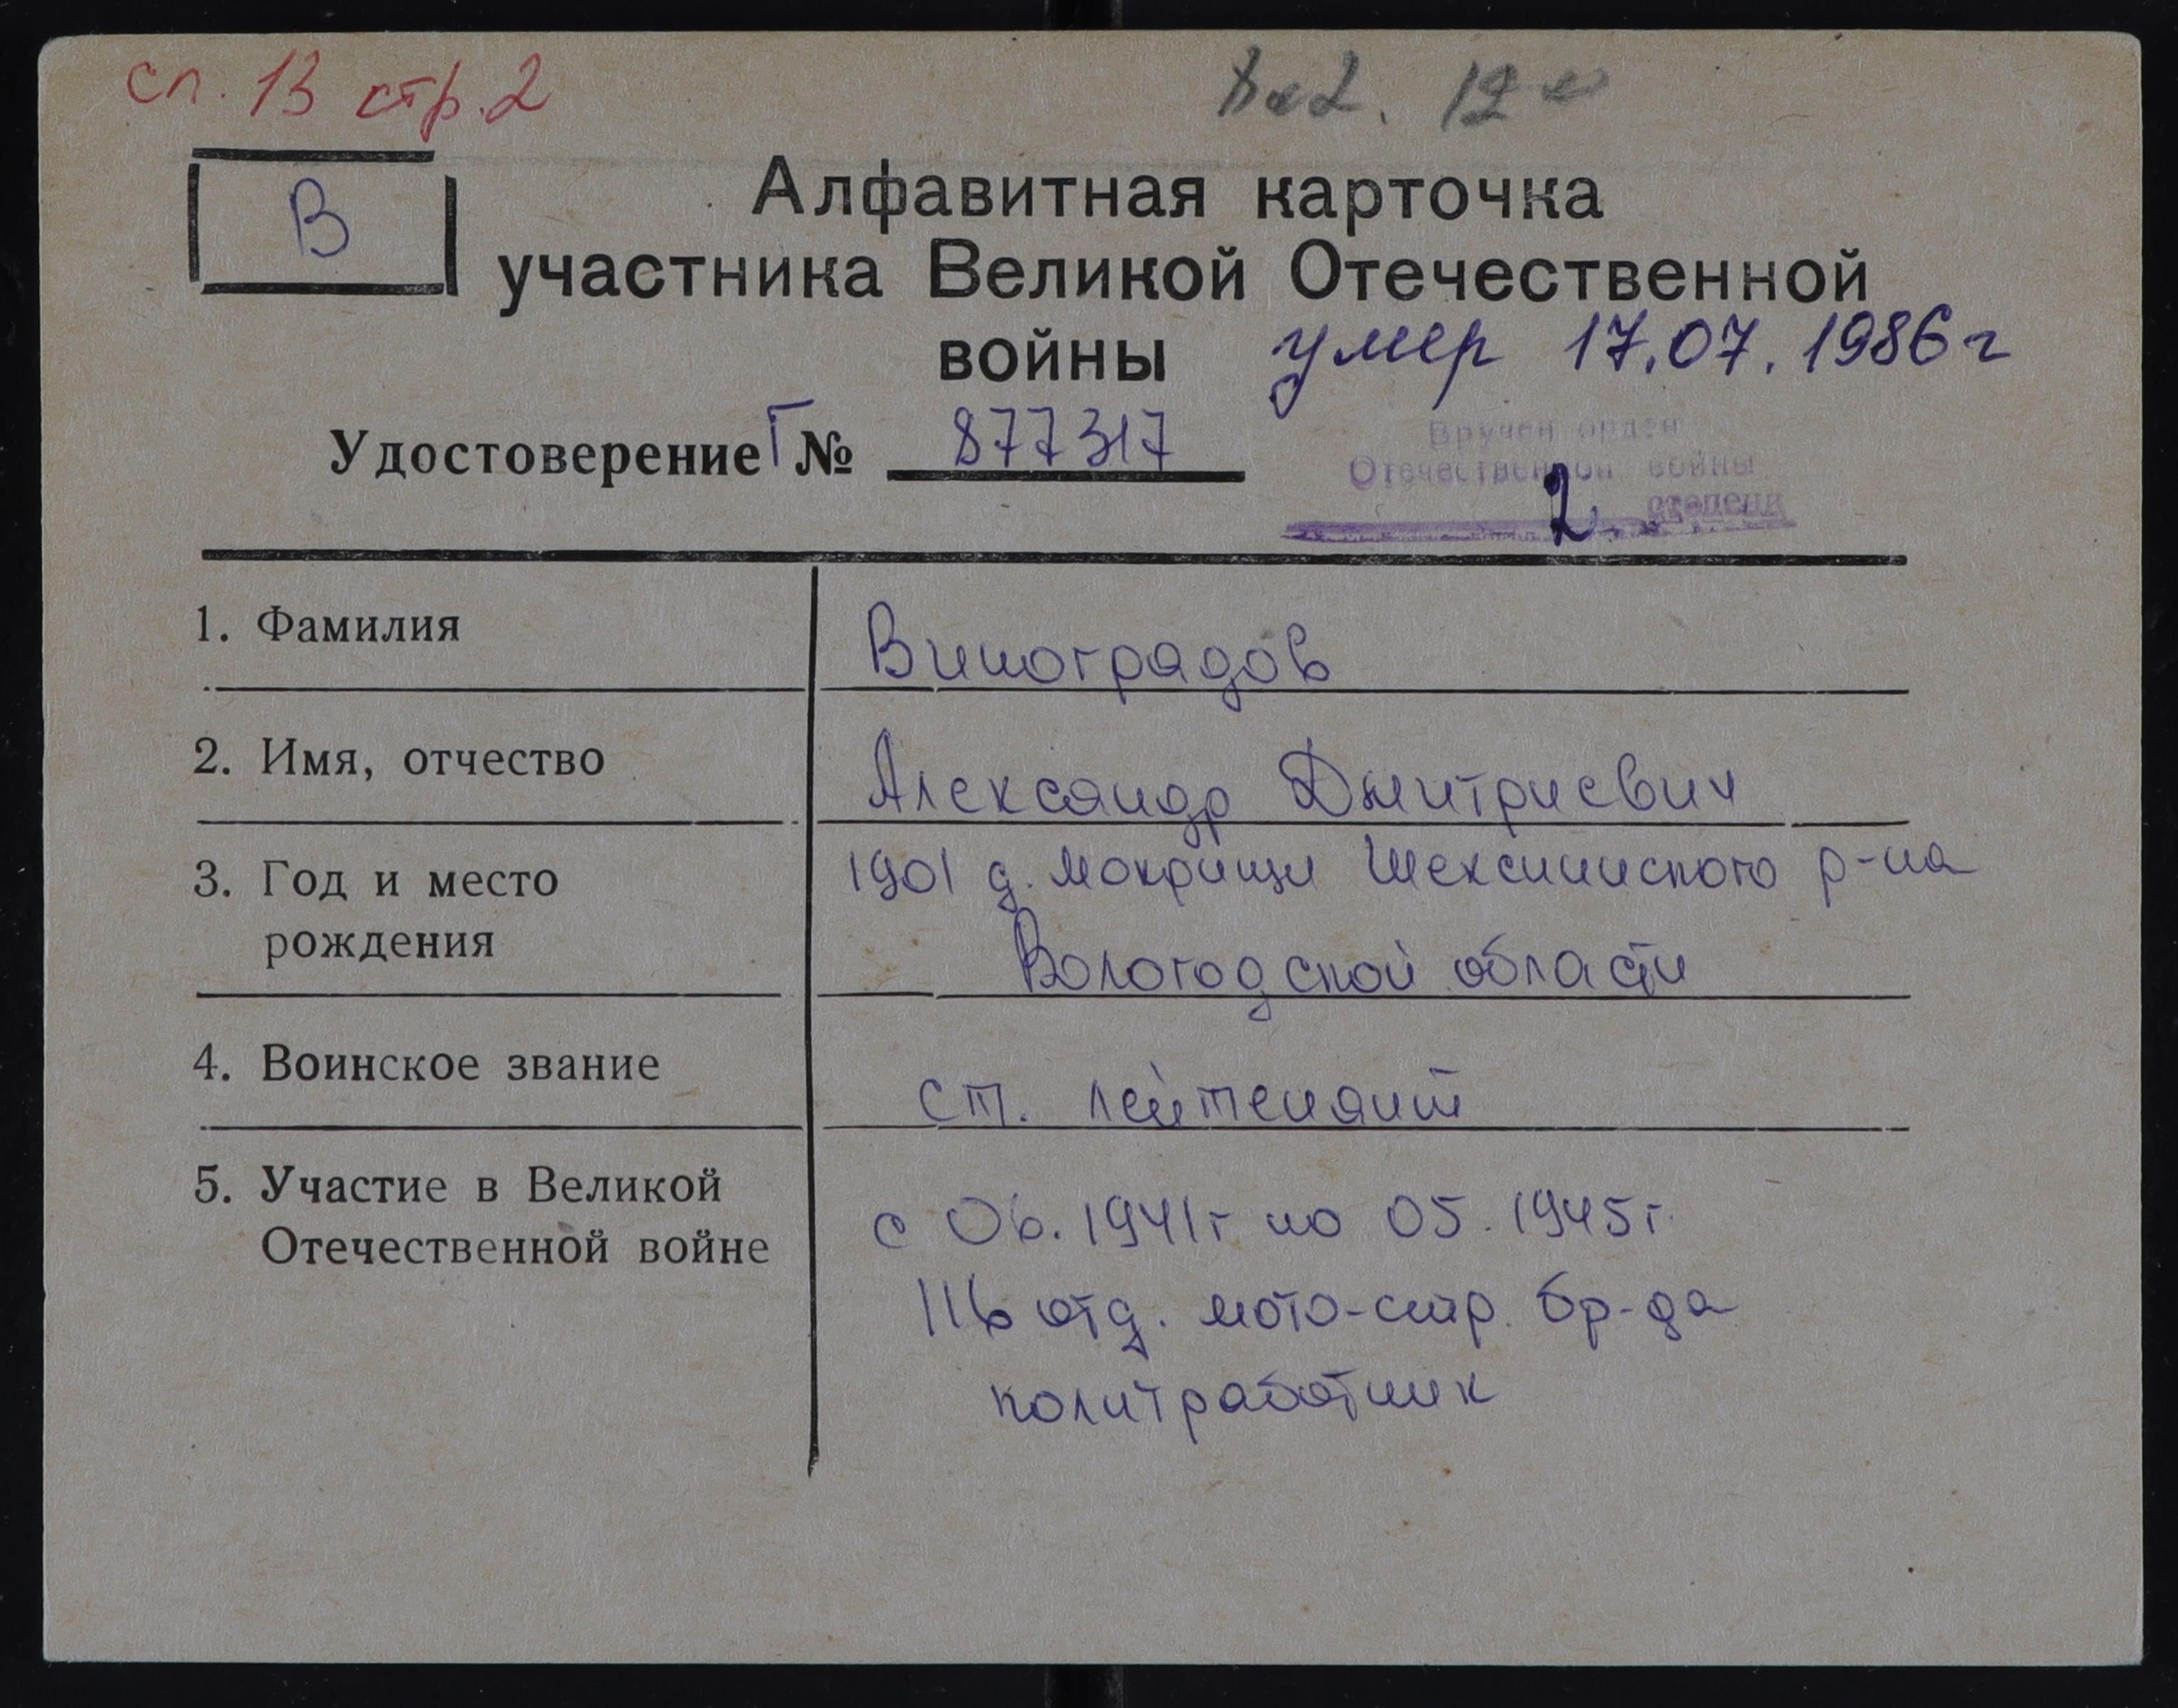 сп. 13 стр. 2
В
Алфавитная карточка
участника Великой Отечественной
войны умер 17.07.1986 г
Удостоверение Г № 877317
Вручен орден
Отечественной войны
2 степени
1. Фамилия Виноградов
2. Имя, отчество Александр Дмитриевич
3. Год и место 1901 д. Мокрищи Шекснинского р-на
рождения Вологодской области
4. Воинское звание ст. лейтенант
5. Участие в Великой
Отечественной войне с 06.1941г по 05.1945г.
116 отд. мото-стр. бр-да
политработник